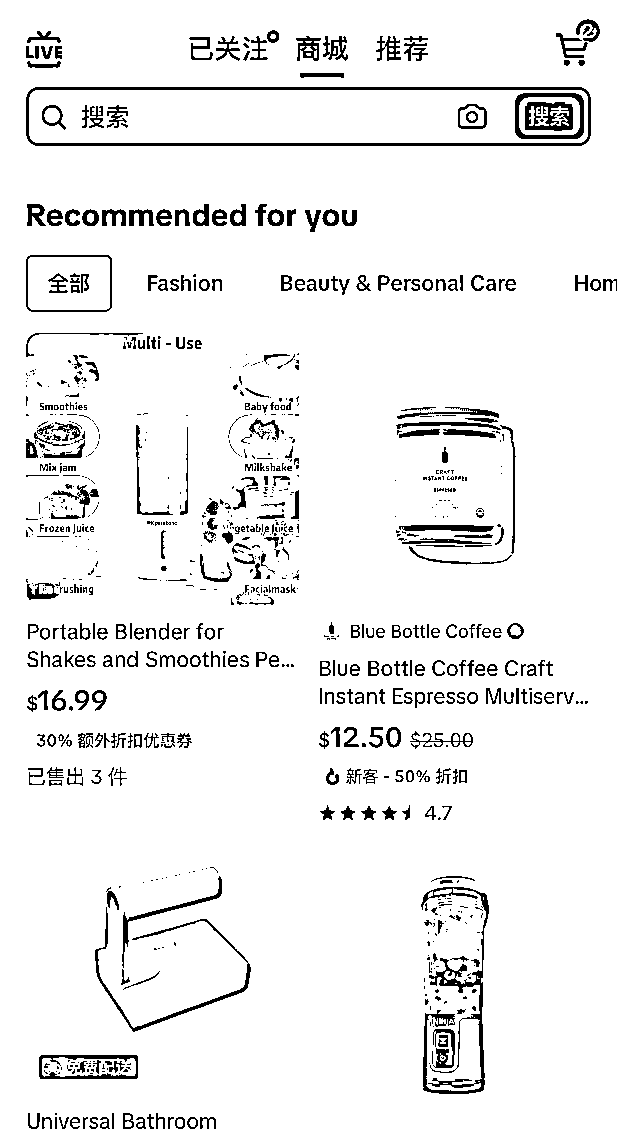 LIVE
已关注 商城 推荐
搜索 搜索
Recommended for you
全部 Fashion Beauty & Personal Care Hom
Multi - Use
Smoothies
Baby food
Mix jam
Milkshake
Frozen Juice
getable Juice
rushing
Facialmask
CRAFT
INSTANT COFFEE
ESPRESSO
Portable Blender for
Shakes and Smoothies Pe...
$16.99
30% 额外折扣优惠券
已售出 3 件
Blue Bottle Coffee
Blue Bottle Coffee Craft
Instant Espresso Multiserv...
$12.50 $25.00
新客 - 50% 折扣
4.7
免费配送
Universal Bathroom